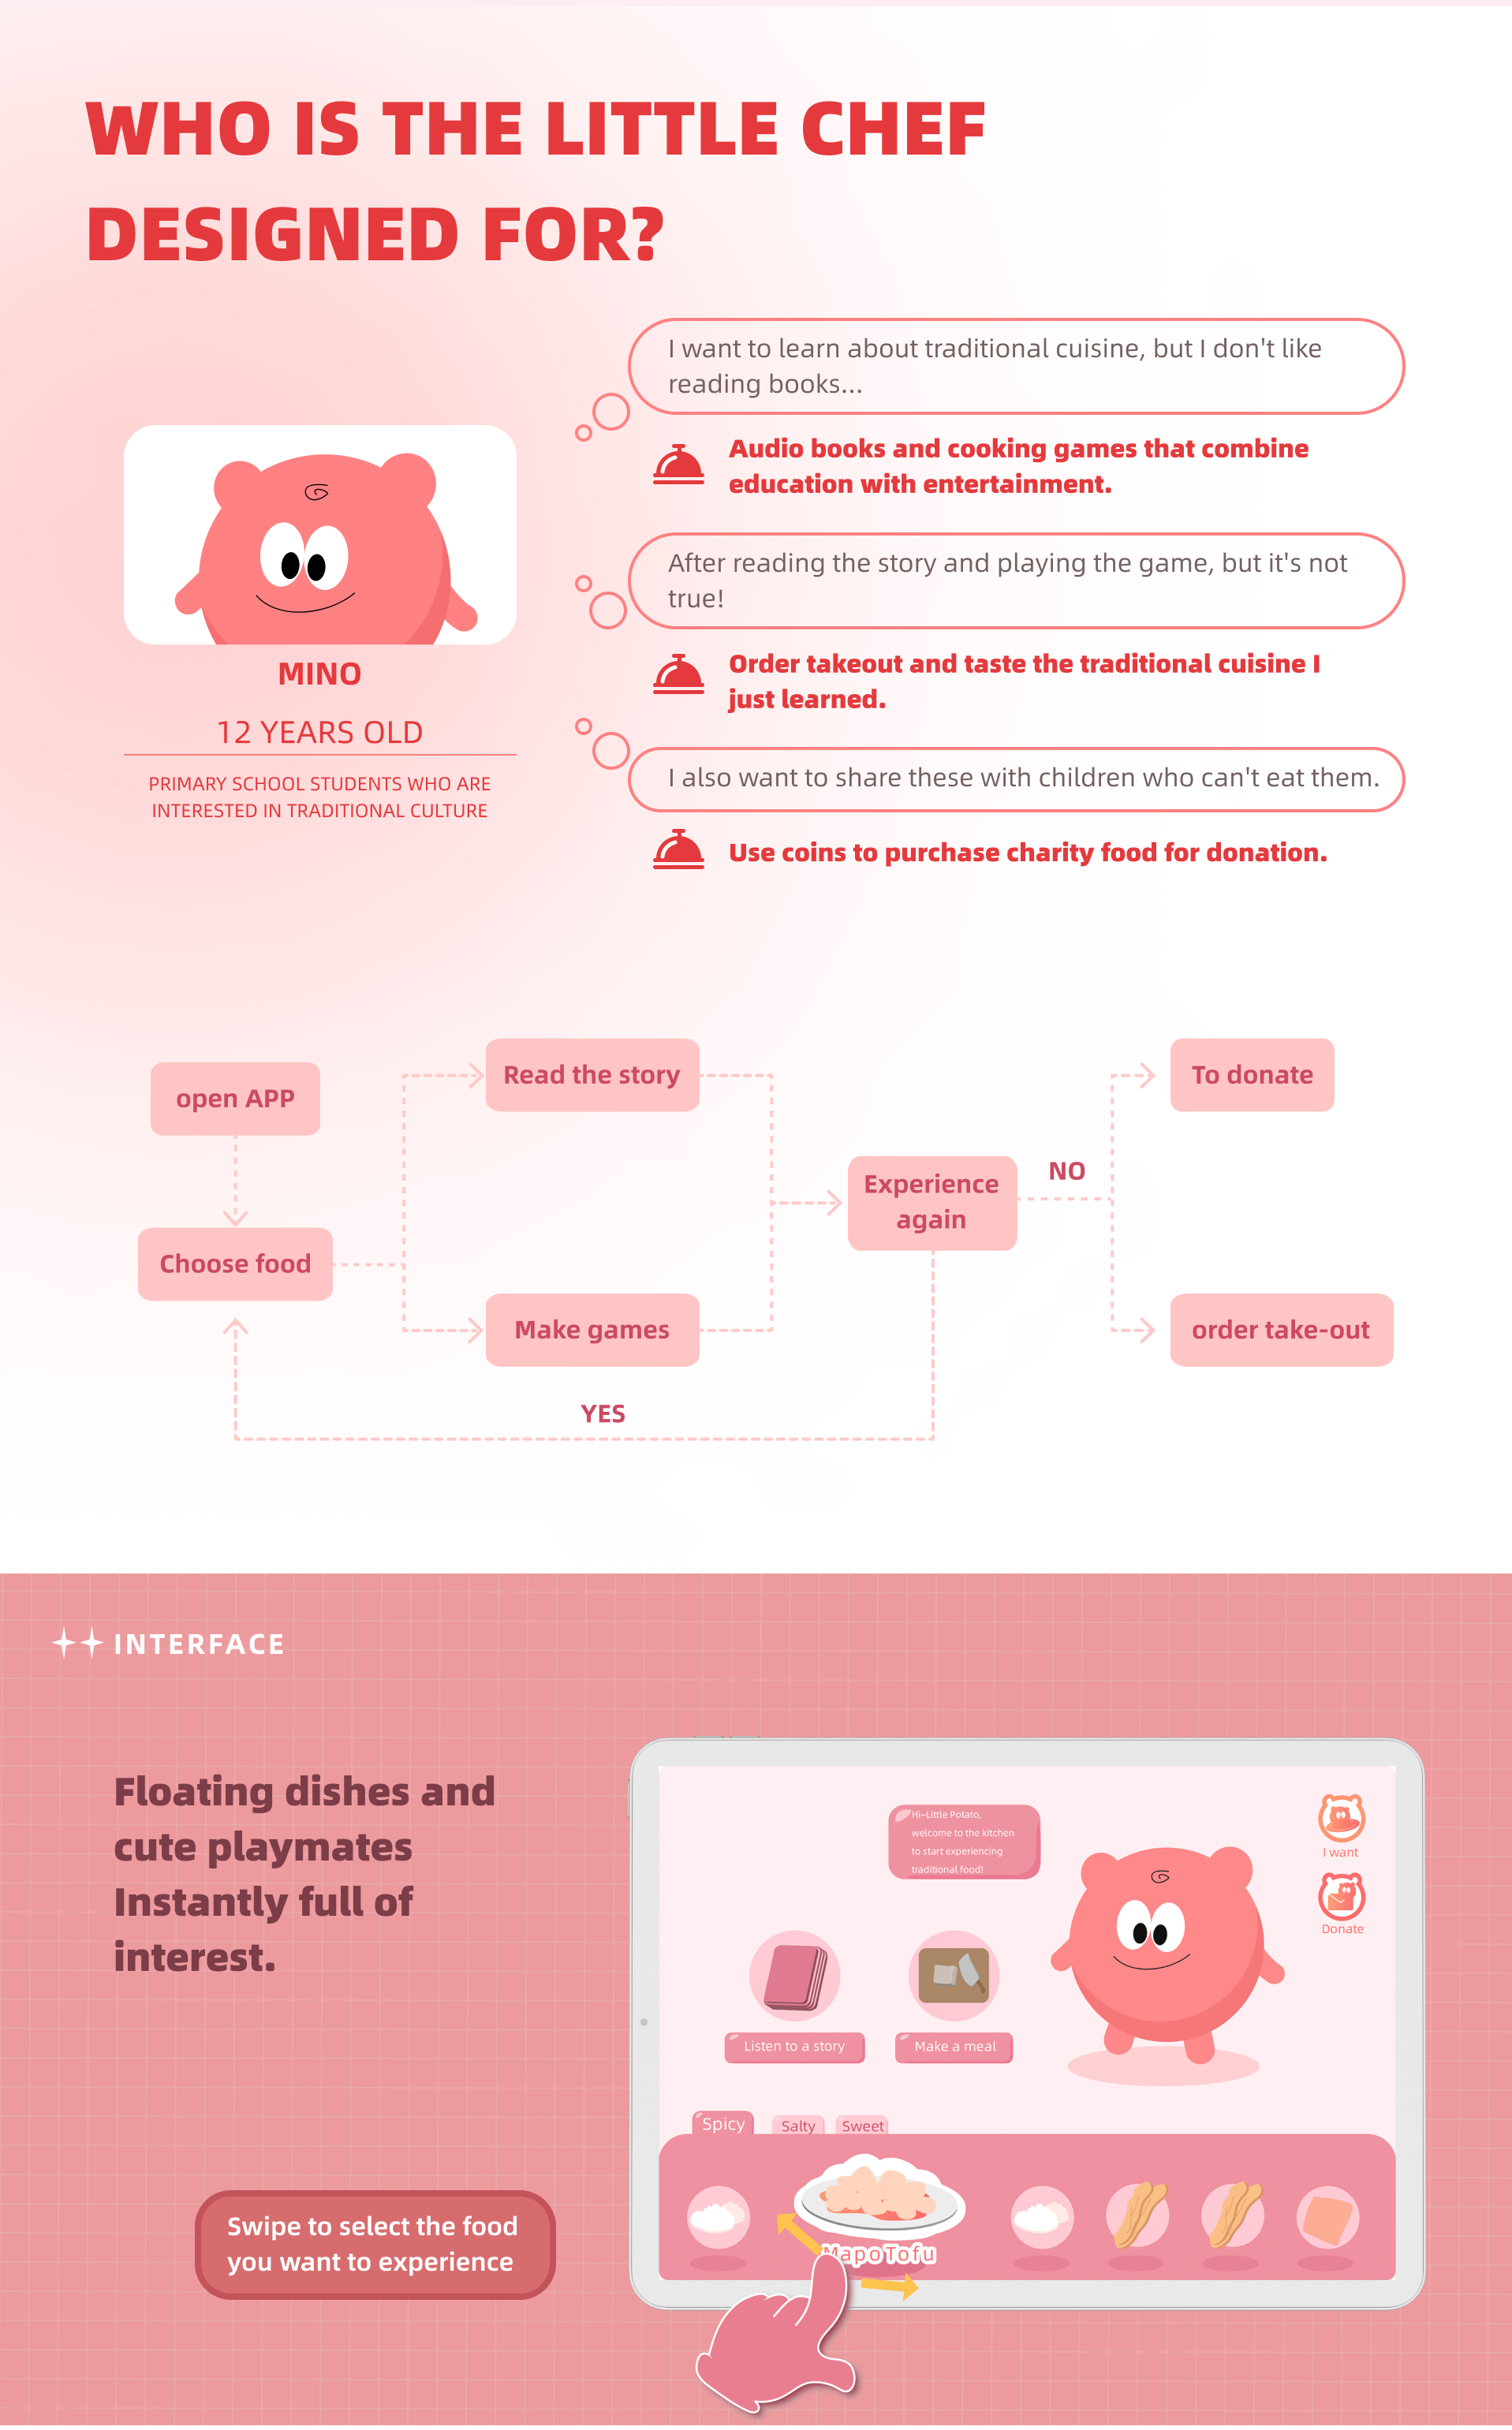 WHO IS THE LITTLE CHEF
DESIGNED FOR?
I want to learn about traditional cuisine, but I don't like
reading books...
Audio books and cooking games that combine
education with entertainment.
After reading the story and playing the game, but it's not
true!
Order takeout and taste the traditional cuisine I
just learned.
I also want to share these with children who can't eat them.
Use coins to purchase charity food for donation.
MINO
12 YEARS OLD
PRIMARY SCHOOL STUDENTS WHO ARE
INTERESTED IN TRADITIONAL CULTURE
open APP
Choose food
Read the story
Make games
Experience
again
NO
YES
To donate
order take-out
INTERFACE
Floating dishes and
cute playmates
Instantly full of
interest.
Swipe to select the food
you want to experience
Hi~Little Potato,
welcome to the kitchen
to start experiencing
traditional food!
I want
Donate
Listen to a story
Make a meal
Spicy
Salty
Sweet
MapoTofu